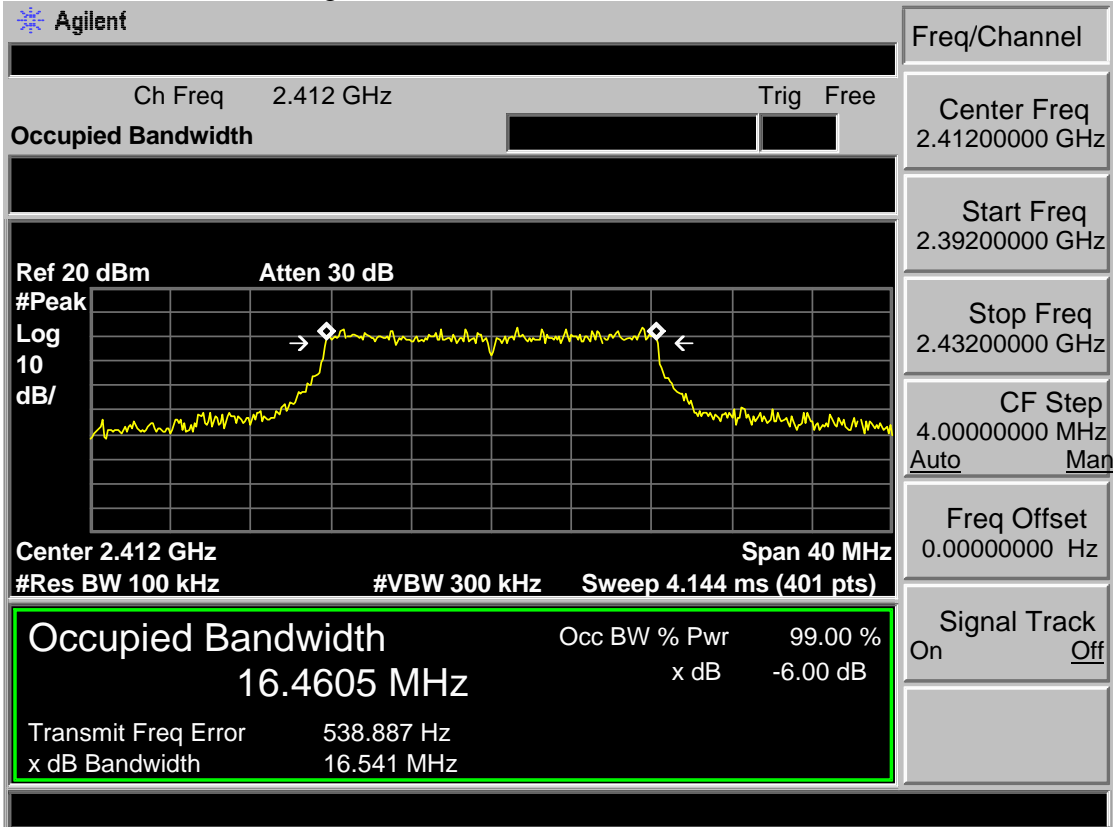 Agilent
Freq/Channel
Ch Freq 2.412 GHz Trig Free
Occupied Bandwidth
Center Freq
2.41200000 GHz
Start Freq
2.39200000 GHz
Stop Freq
2.43200000 GHz
CF Step
4.00000000 MHz
Auto Man
Freq Offset
0.00000000 Hz
Signal Track
On Off
Ref 20 dBm Atten 30 dB
#Peak
Log
10
dB/
Center 2.412 GHz Span 40 MHz
#Res BW 100 kHz #VBW 300 kHz Sweep 4.144 ms (401 pts)
Occupied Bandwidth Occ BW % Pwr 99.00 %
16.4605 MHz x dB -6.00 dB
Transmit Freq Error 538.887 Hz
x dB Bandwidth 16.541 MHz